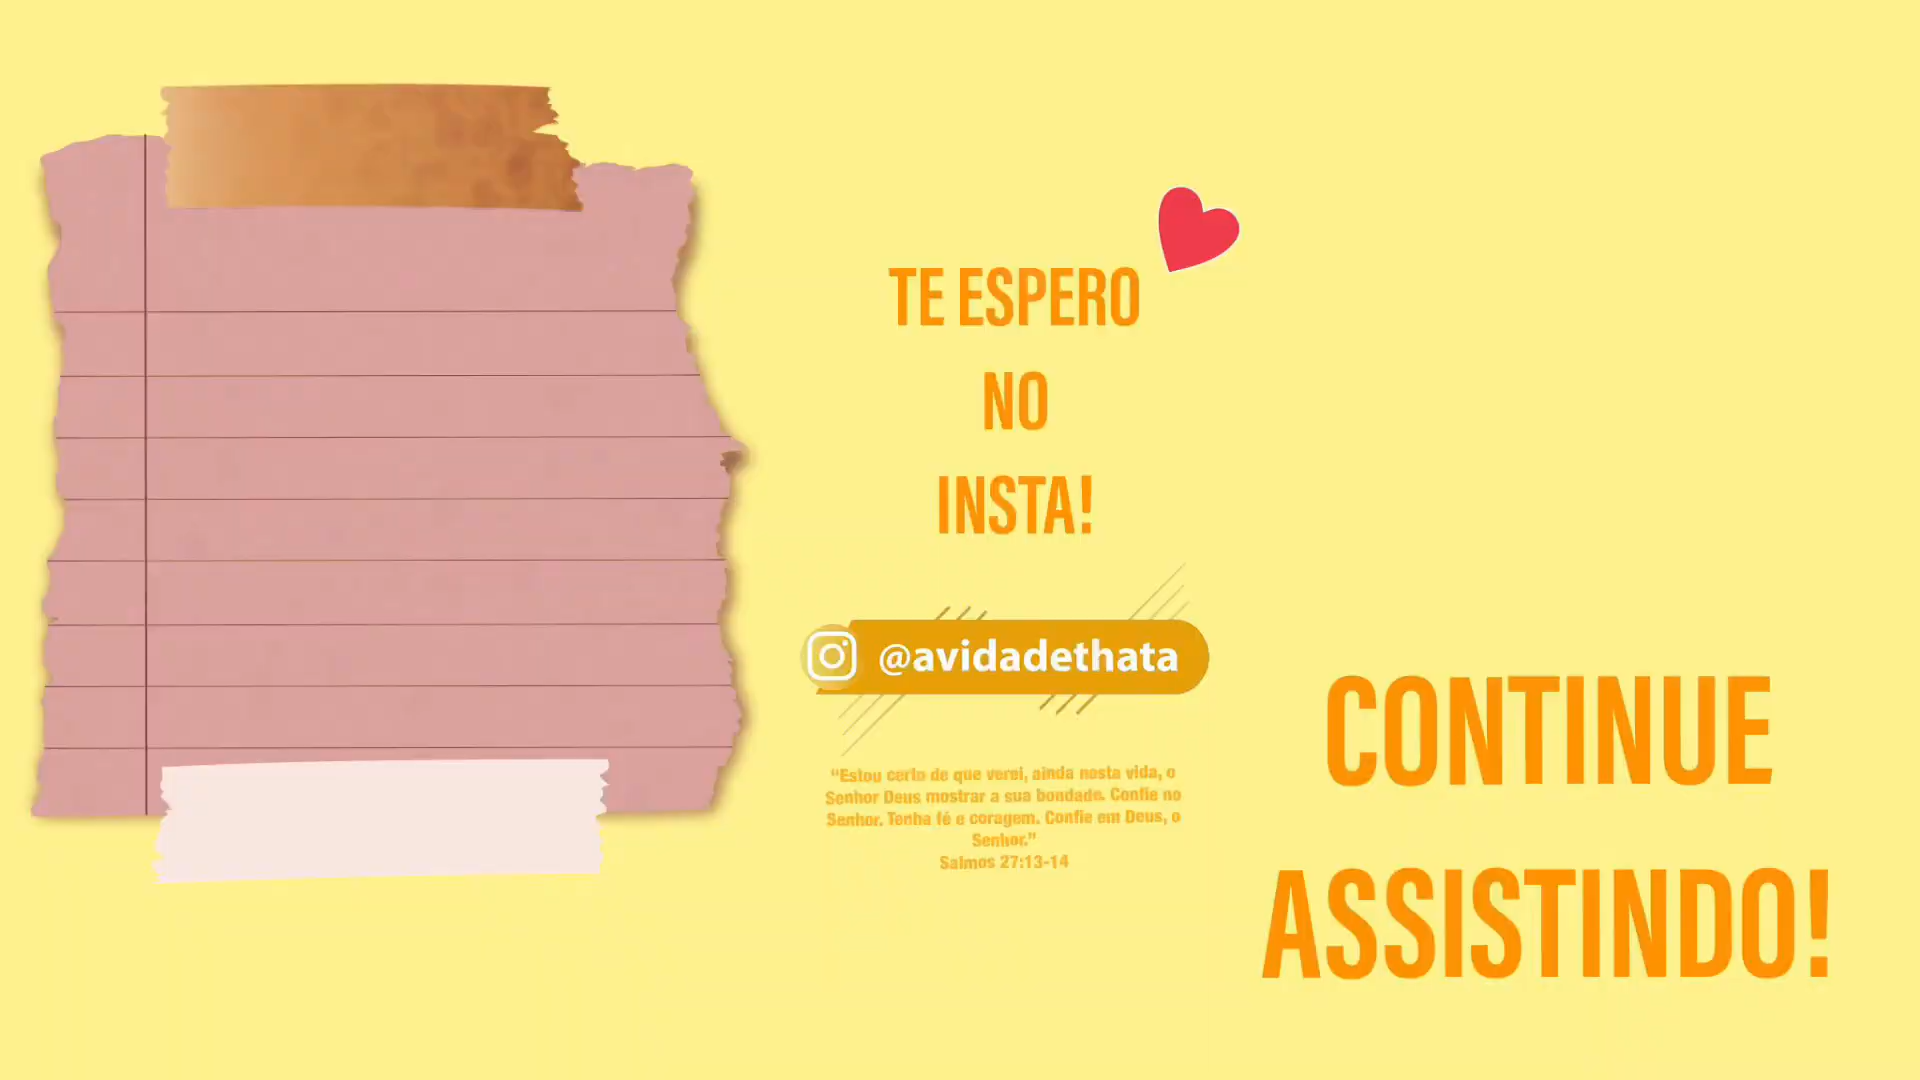 TE ESPERO
NO
INSTA!
@avidadethata
“Estou certo de que verei, ainda nesta vida, o
Senhor Deus mostrar a sua bondade. Confie no
Senhor. Tenha fé e coragem. Confie em Deus, o
Senhor.”
Salmos 27:13-14
CONTINUE
ASSISTINDO!